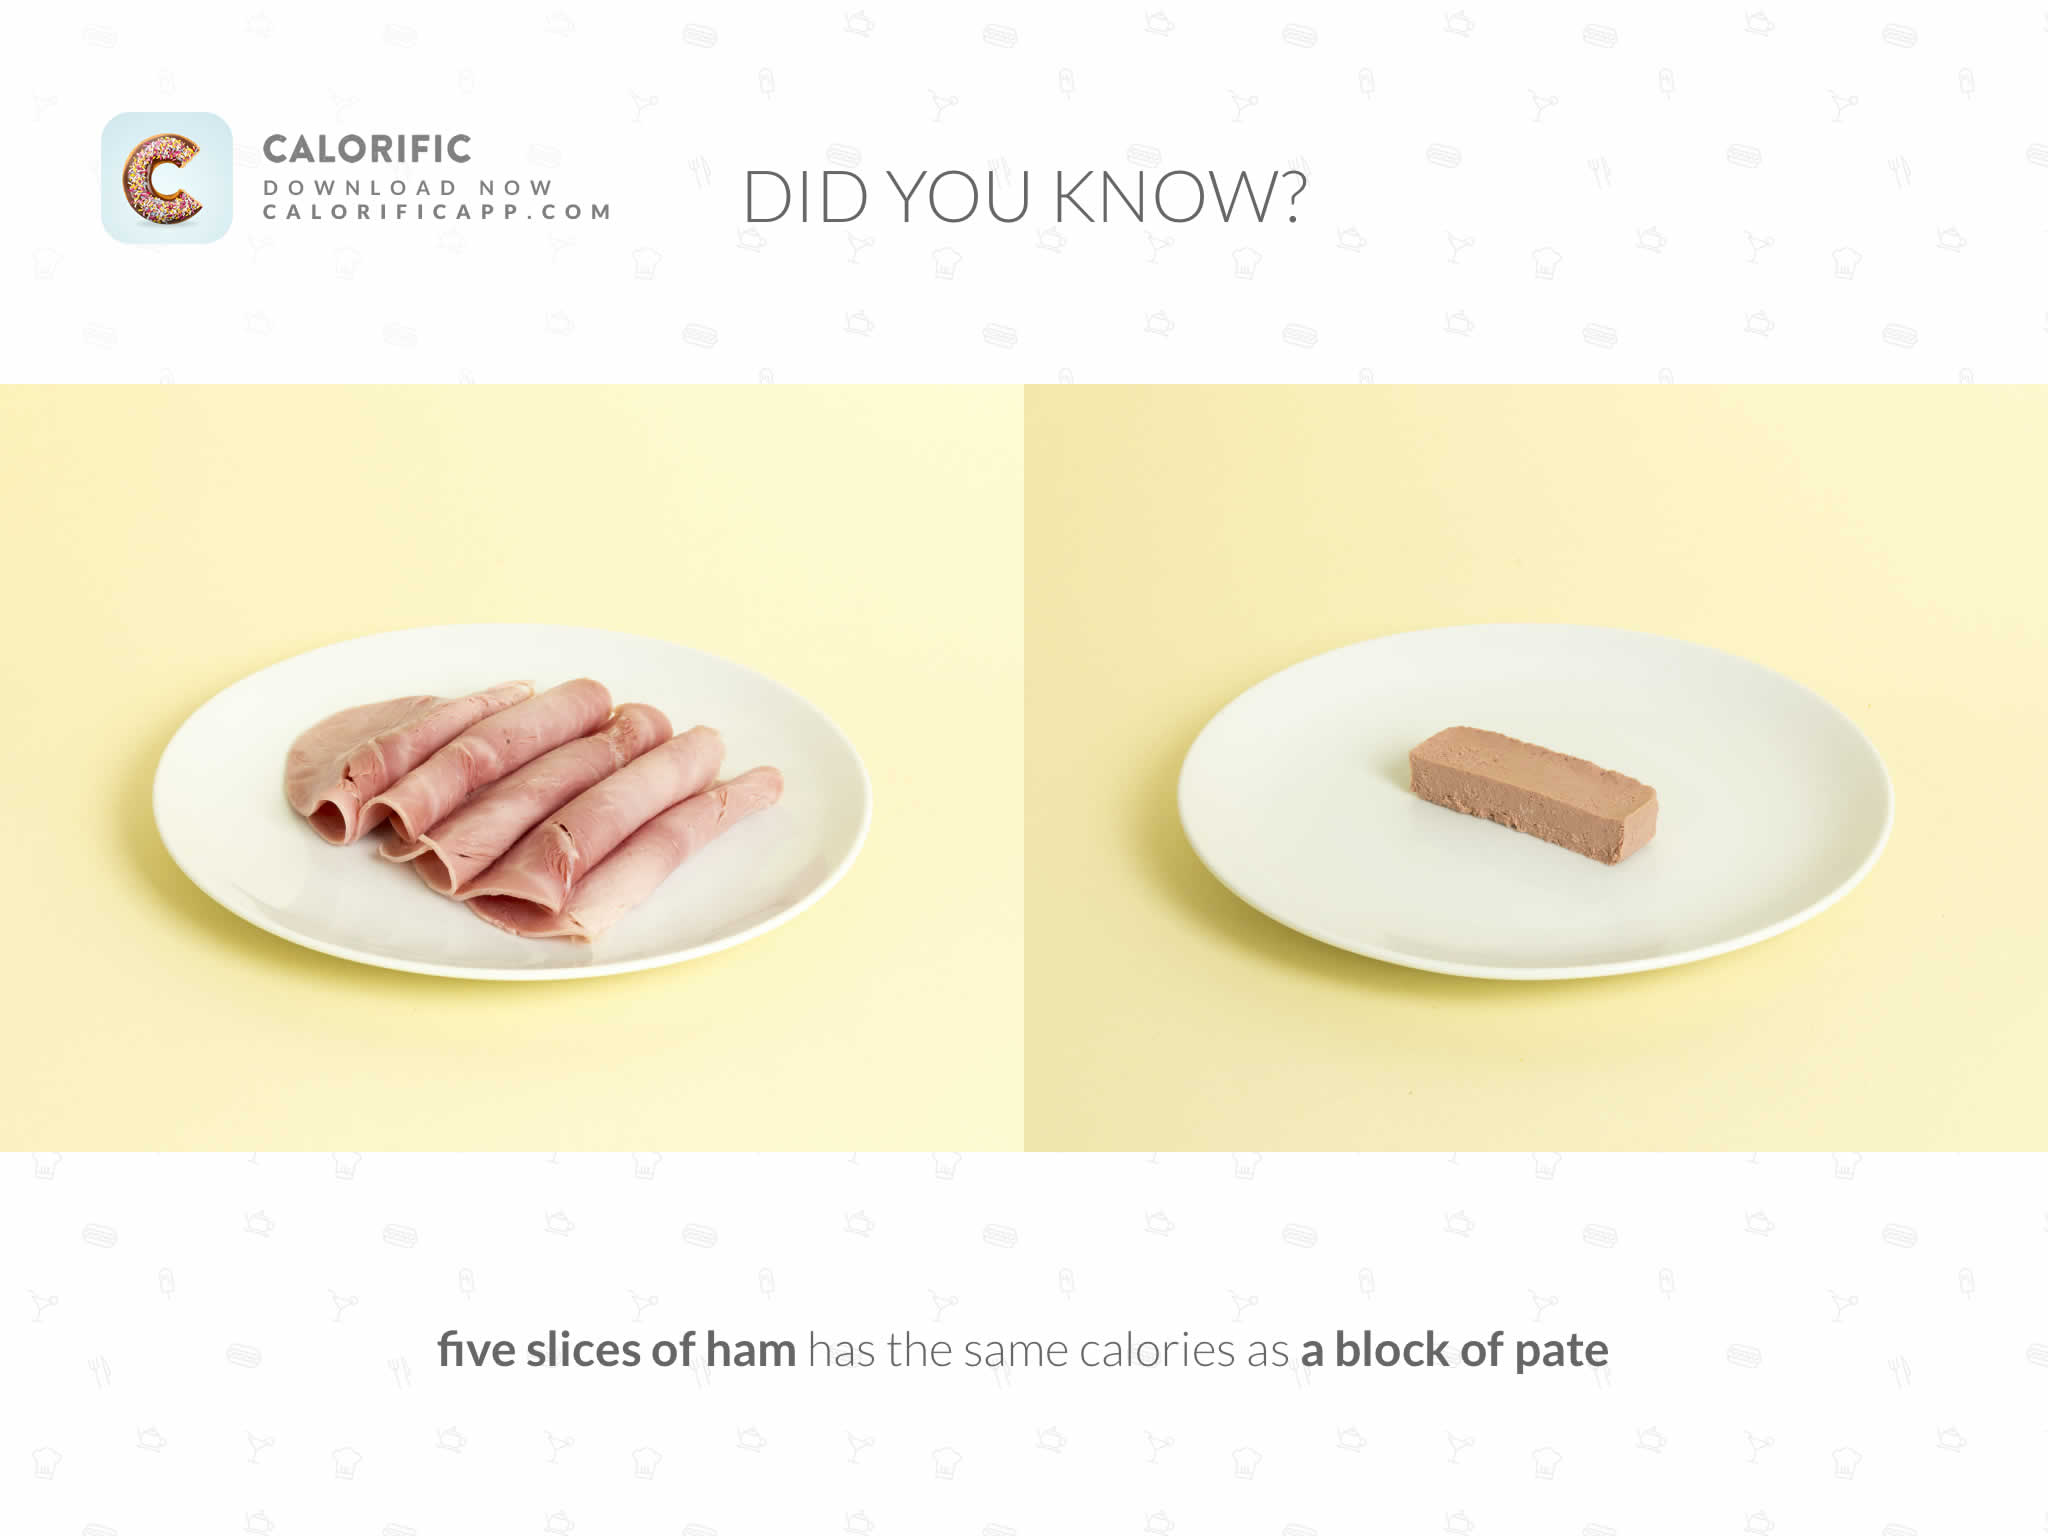 CALORIFIC
DOWNLOAD NOW
CALORIFICAPP.COM
DID YOU KNOW?
five slices of ham has the same calories as a block of pate